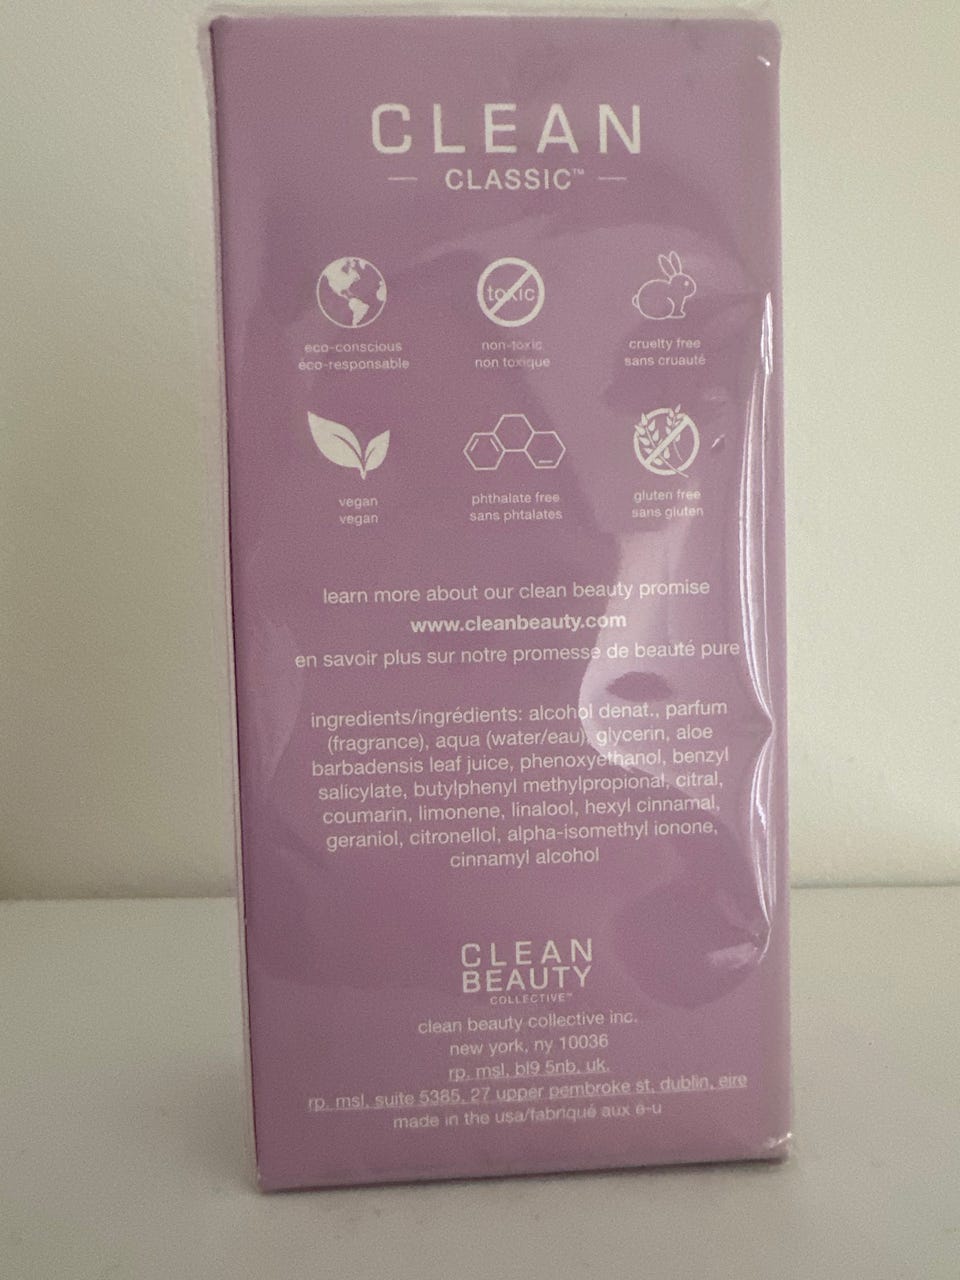 CLEAN
CLASSIC™
toxic
eco-conscious
éco-responsable
non-toxic
non toxique
cruelty free
sans cruauté
vegan
vegan
phthalate free
sans phtalates
gluten free
sans gluten
learn more about our clean beauty promise
www.cleanbeauty.com
en savoir plus sur notre promesse de beauté pure
ingredients/ingrédients: alcohol denat., parfum
(fragrance), aqua (water/eau), glycerin, aloe
barbadensis leaf juice, phenoxyethanol, benzyl
salicylate, butylphenyl methylpropional, citral,
coumarin, limonene, linalool, hexyl cinnamal,
geraniol, citronellol, alpha-isomethyl ionone,
cinnamyl alcohol
CLEAN
BEAUTY
COLLECTIVE™
clean beauty collective inc.
new york, ny 10036
rp. msl, bl9 5nb, uk.
rp. msl, suite 5385, 27 upper pembroke st, dublin, eire
made in the usa/fabriqué aux é-u